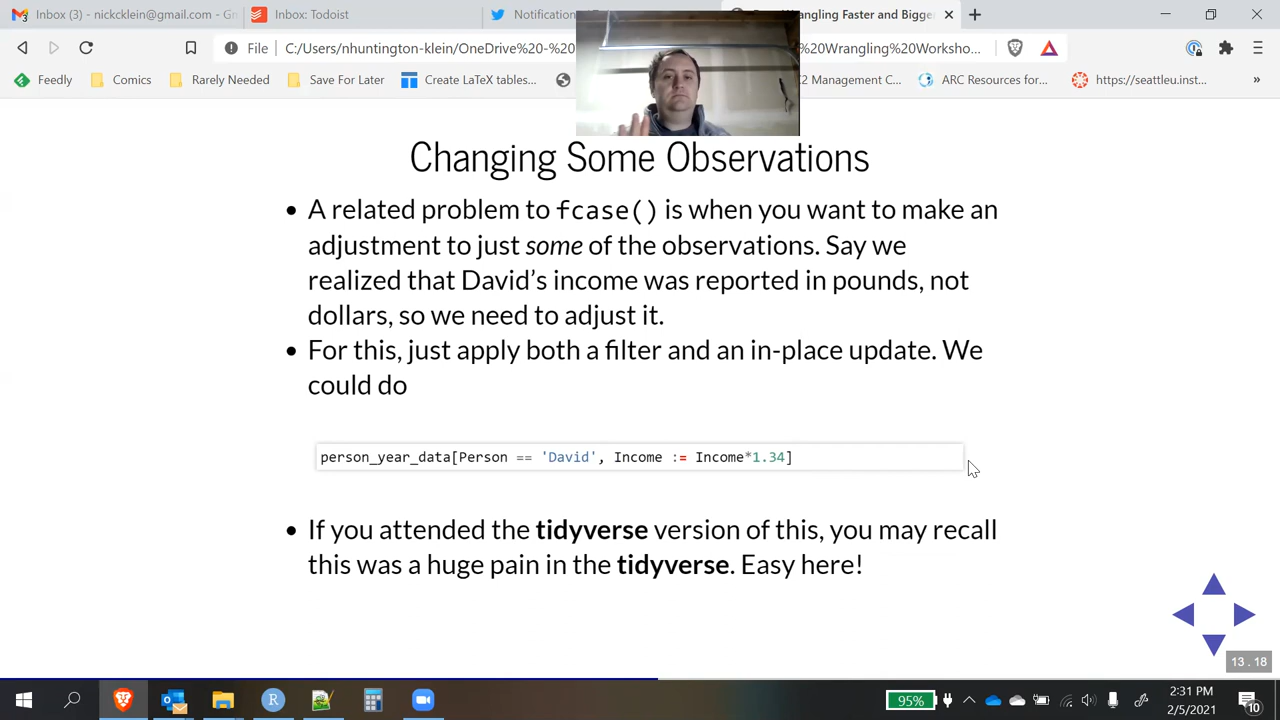 Inbox (3) - nickcklein@gmail.com - Gm
Inbox: Todoist
Notification
Wrangling Faster and Bigger
File
C:/Users/nhuntington-klein/OneDrive%20-%20
%20Wrangling%20Worksho...
Feedly
Comics
Rarely Needed
Save For Later
Create LaTeX tables...
C2 Management C...
ARC Resources for...
https://seattleu.inst...
»
Changing Some Observations
• A related problem to fcase() is when you want to make an
adjustment to just some of the observations. Say we
realized that David’s income was reported in pounds, not
dollars, so we need to adjust it.
• For this, just apply both a filter and an in-place update. We
could do
person_year_data[Person == 'David', Income := Income*1.34]
• If you attended the tidyverse version of this, you may recall
this was a huge pain in the tidyverse. Easy here!
13 . 18
95%
2:31 PM
2/5/2021
10